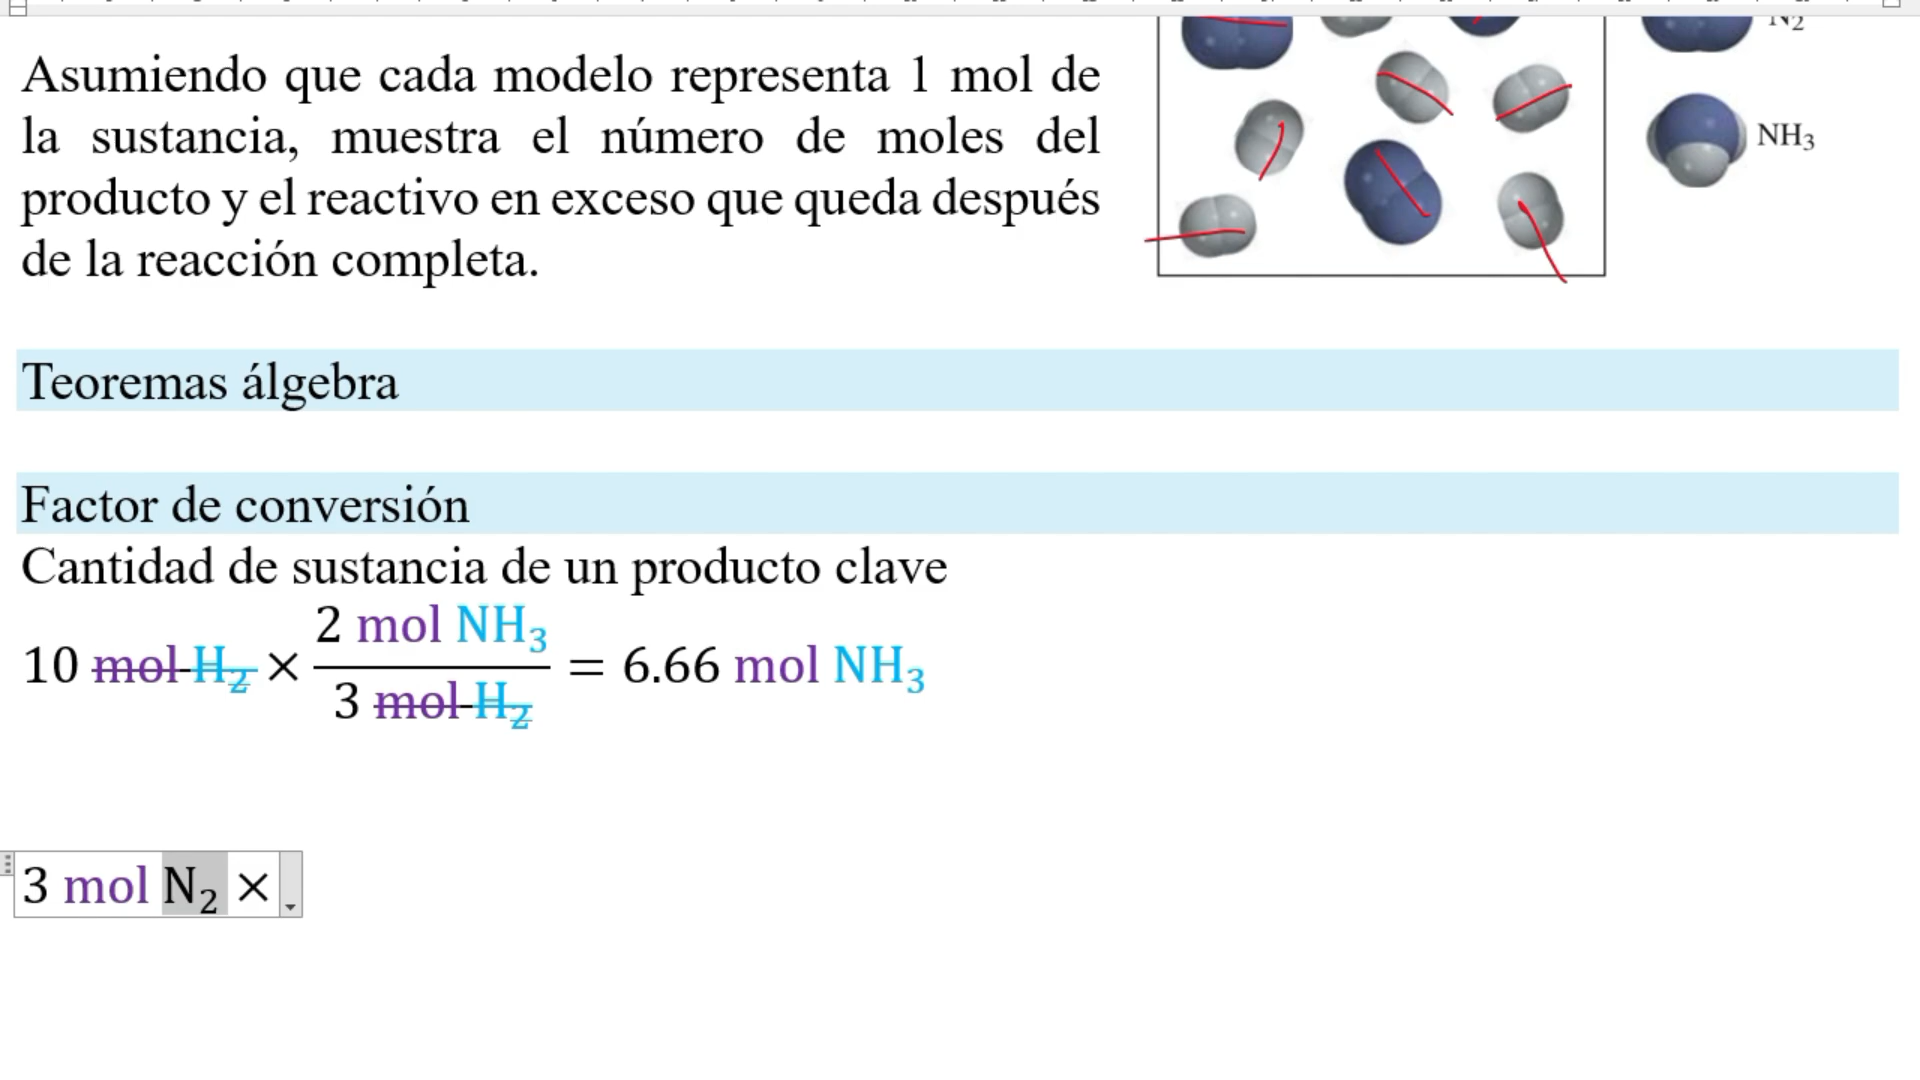 N₂
Asumiendo que cada modelo representa 1 mol de
la sustancia, muestra el número de moles del
producto y el reactivo en exceso que queda después
de la reacción completa.
NH₃
Teoremas álgebra
Factor de conversión
Cantidad de sustancia de un producto clave
2 mol NH₃
10 mol H₂ × = 6.66 mol NH₃
3 mol H₂
3 mol N₂ ×